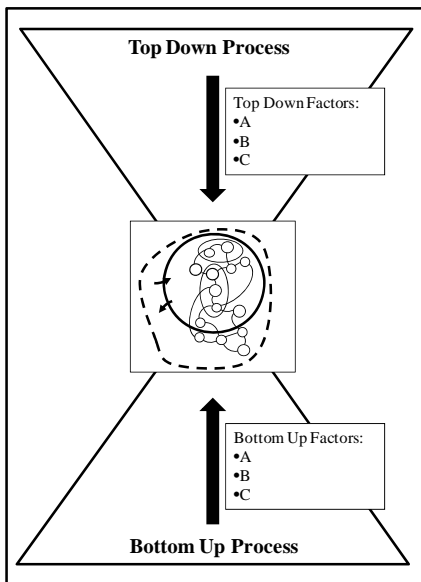 Top Down Process
Top Down Factors:
•A
•B
•C
Bottom Up Factors:
•A
•B
•C
Bottom Up Process